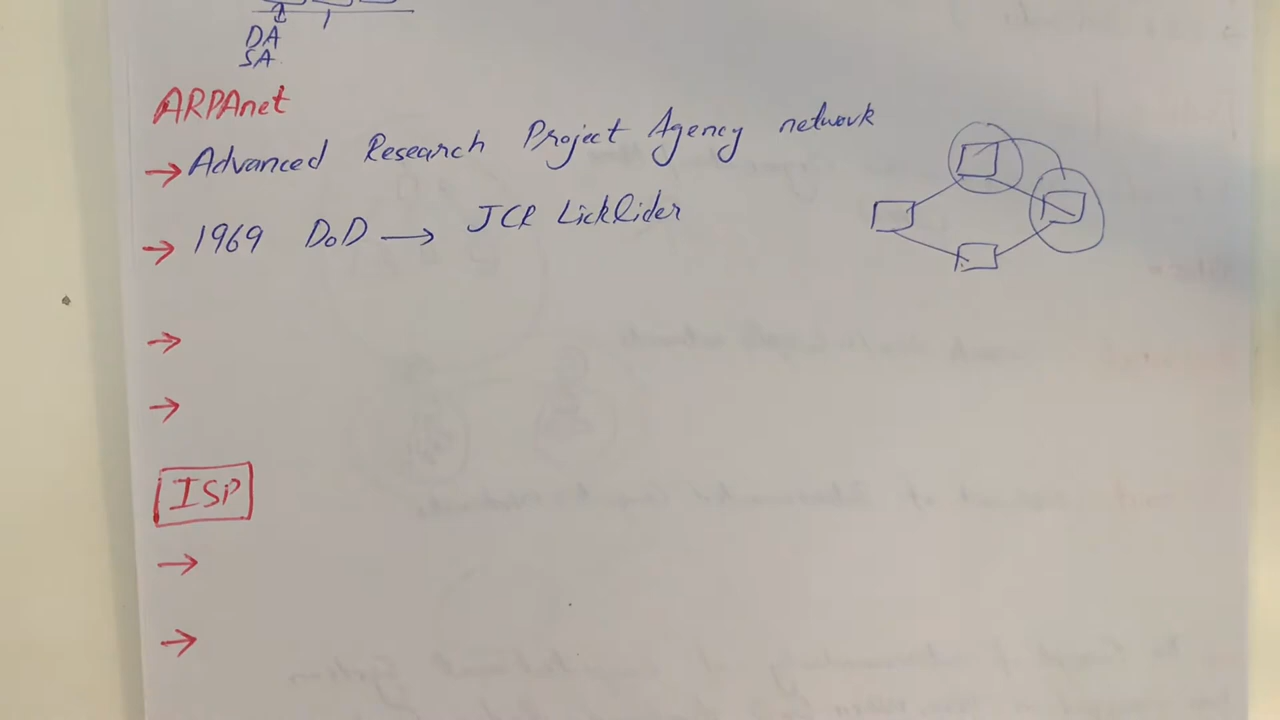 DA
SA
ARPAnet
→ Advanced Research Project Agency network
→ 1969 DoD → JCR Licklider
→
→
ISP
→
→